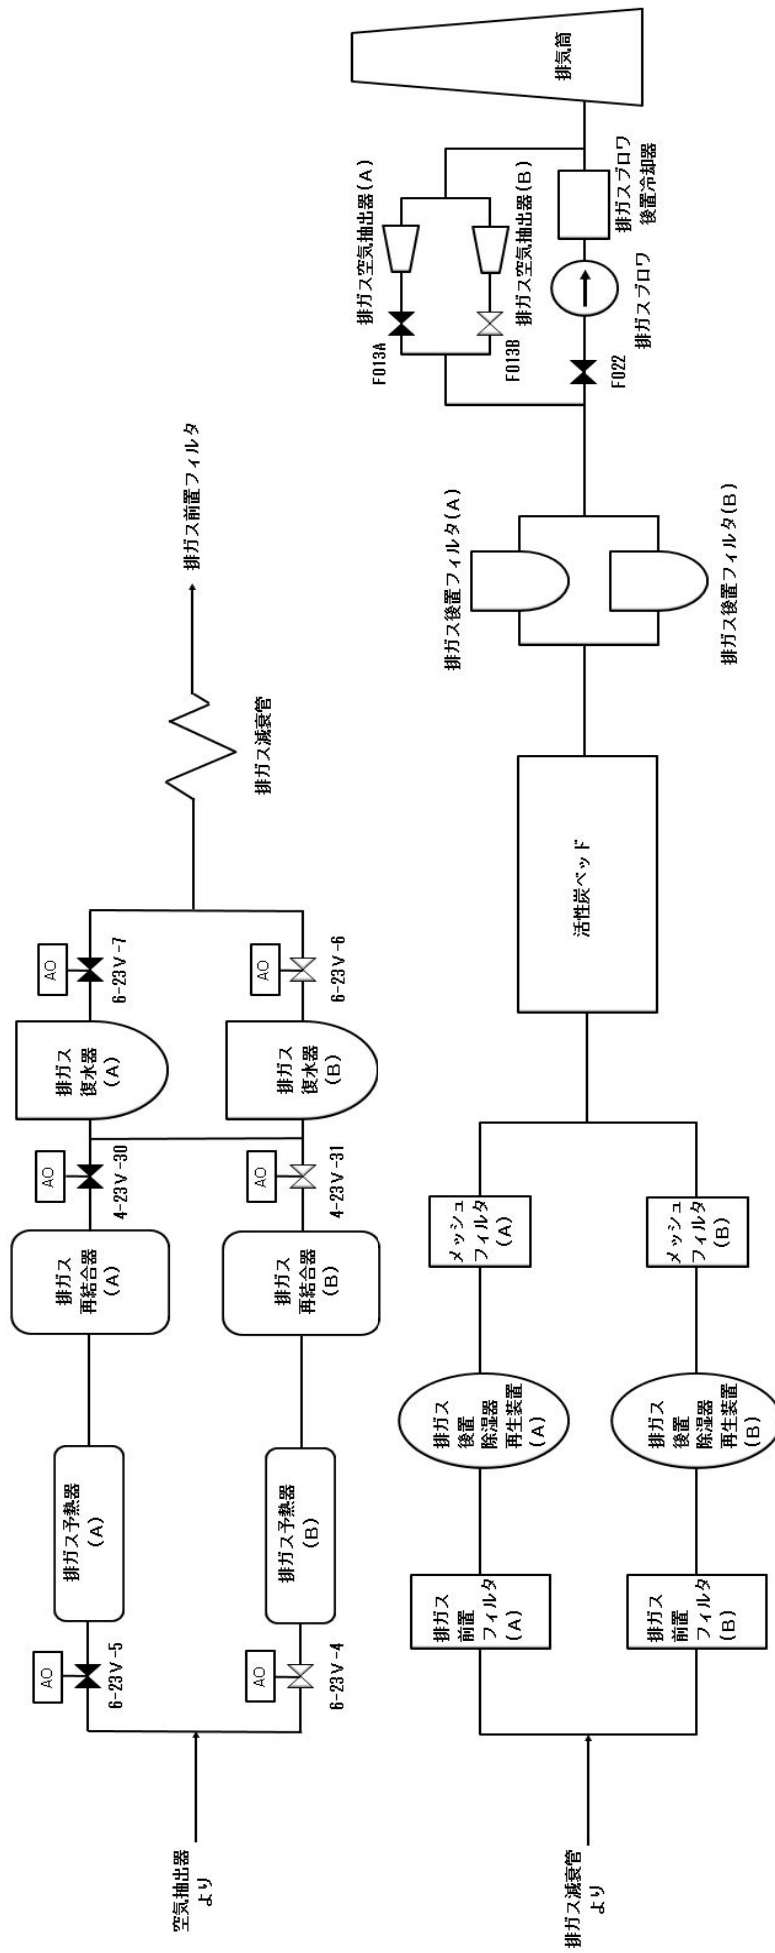 空気抽出器
より
AO
6-23V-5
排ガス予熱器
(A)
排ガス
再結合器
(A)
AO
4-23V-30
排ガス
復水器
(A)
AO
6-23V-7
AO
6-23V-4
排ガス予熱器
(B)
排ガス
再結合器
(B)
AO
4-23V-31
排ガス
復水器
(B)
AO
6-23V-6
排ガス減衰管
排ガス前置フィルタ
排ガス減衰管
より
排ガス
前置
フィルタ
(A)
排ガス
後置
除湿器
再生装置
(A)
メッシュ
フィルタ
(A)
排ガス
前置
フィルタ
(B)
排ガス
後置
除湿器
再生装置
(B)
メッシュ
フィルタ
(B)
活性炭ベッド
排ガス後置フィルタ(A)
排ガス後置フィルタ(B)
F013A
排ガス空気抽出器(A)
F013B
排ガス空気抽出器(B)
F022
排ガスブロワ
排ガスブロワ
後置冷却器
排気筒